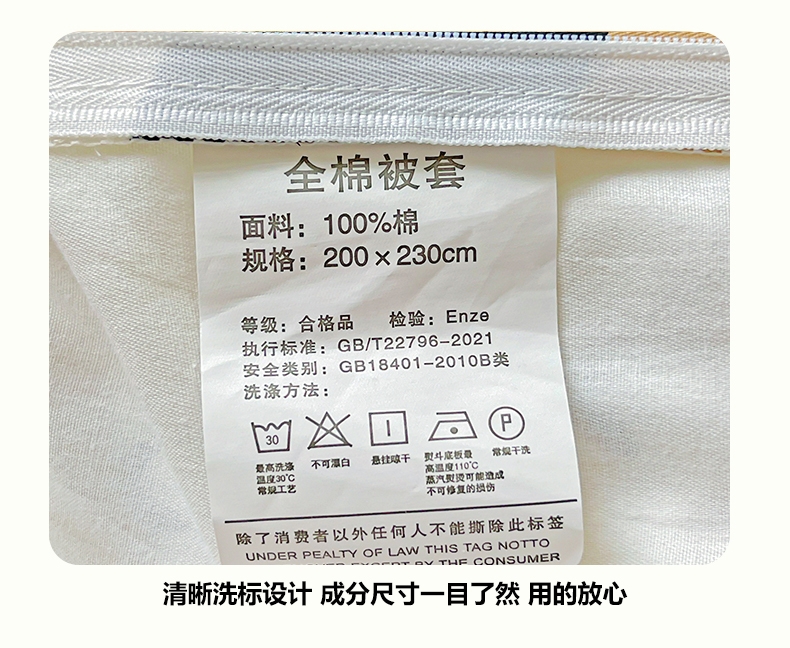 全棉被套
面料：100%棉
规格：200×230cm
等级：合格品 检验：Enze
执行标准：GB/T22796-2021
安全类别：GB18401-2010B类
洗涤方法：
30
P
最高洗涤
温度30℃
常规工艺
不可漂白
悬挂晾干
熨斗底板最
高温度110℃
蒸汽熨烫可能造成
不可修复的损伤
常规干洗
除了消费者以外任何人不能撕除此标签
UNDER PEALTY OF LAW THIS TAG NOTTO
EXCEPT BY THE CONSUMER
清晰洗标设计 成分尺寸一目了然 用的放心